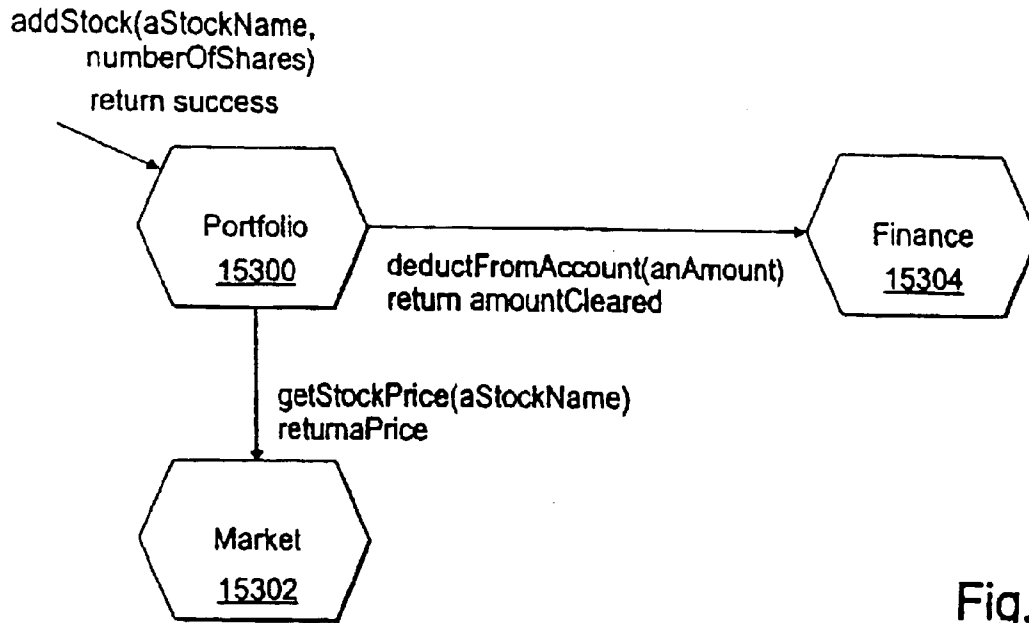 addStock(aStockName,
numberOfShares)
return success
Portfolio
15300
deductFromAccount(anAmount)
return amountCleared
Finance
15304
getStockPrice(aStockName)
returnaPrice
Market
15302
Fig.